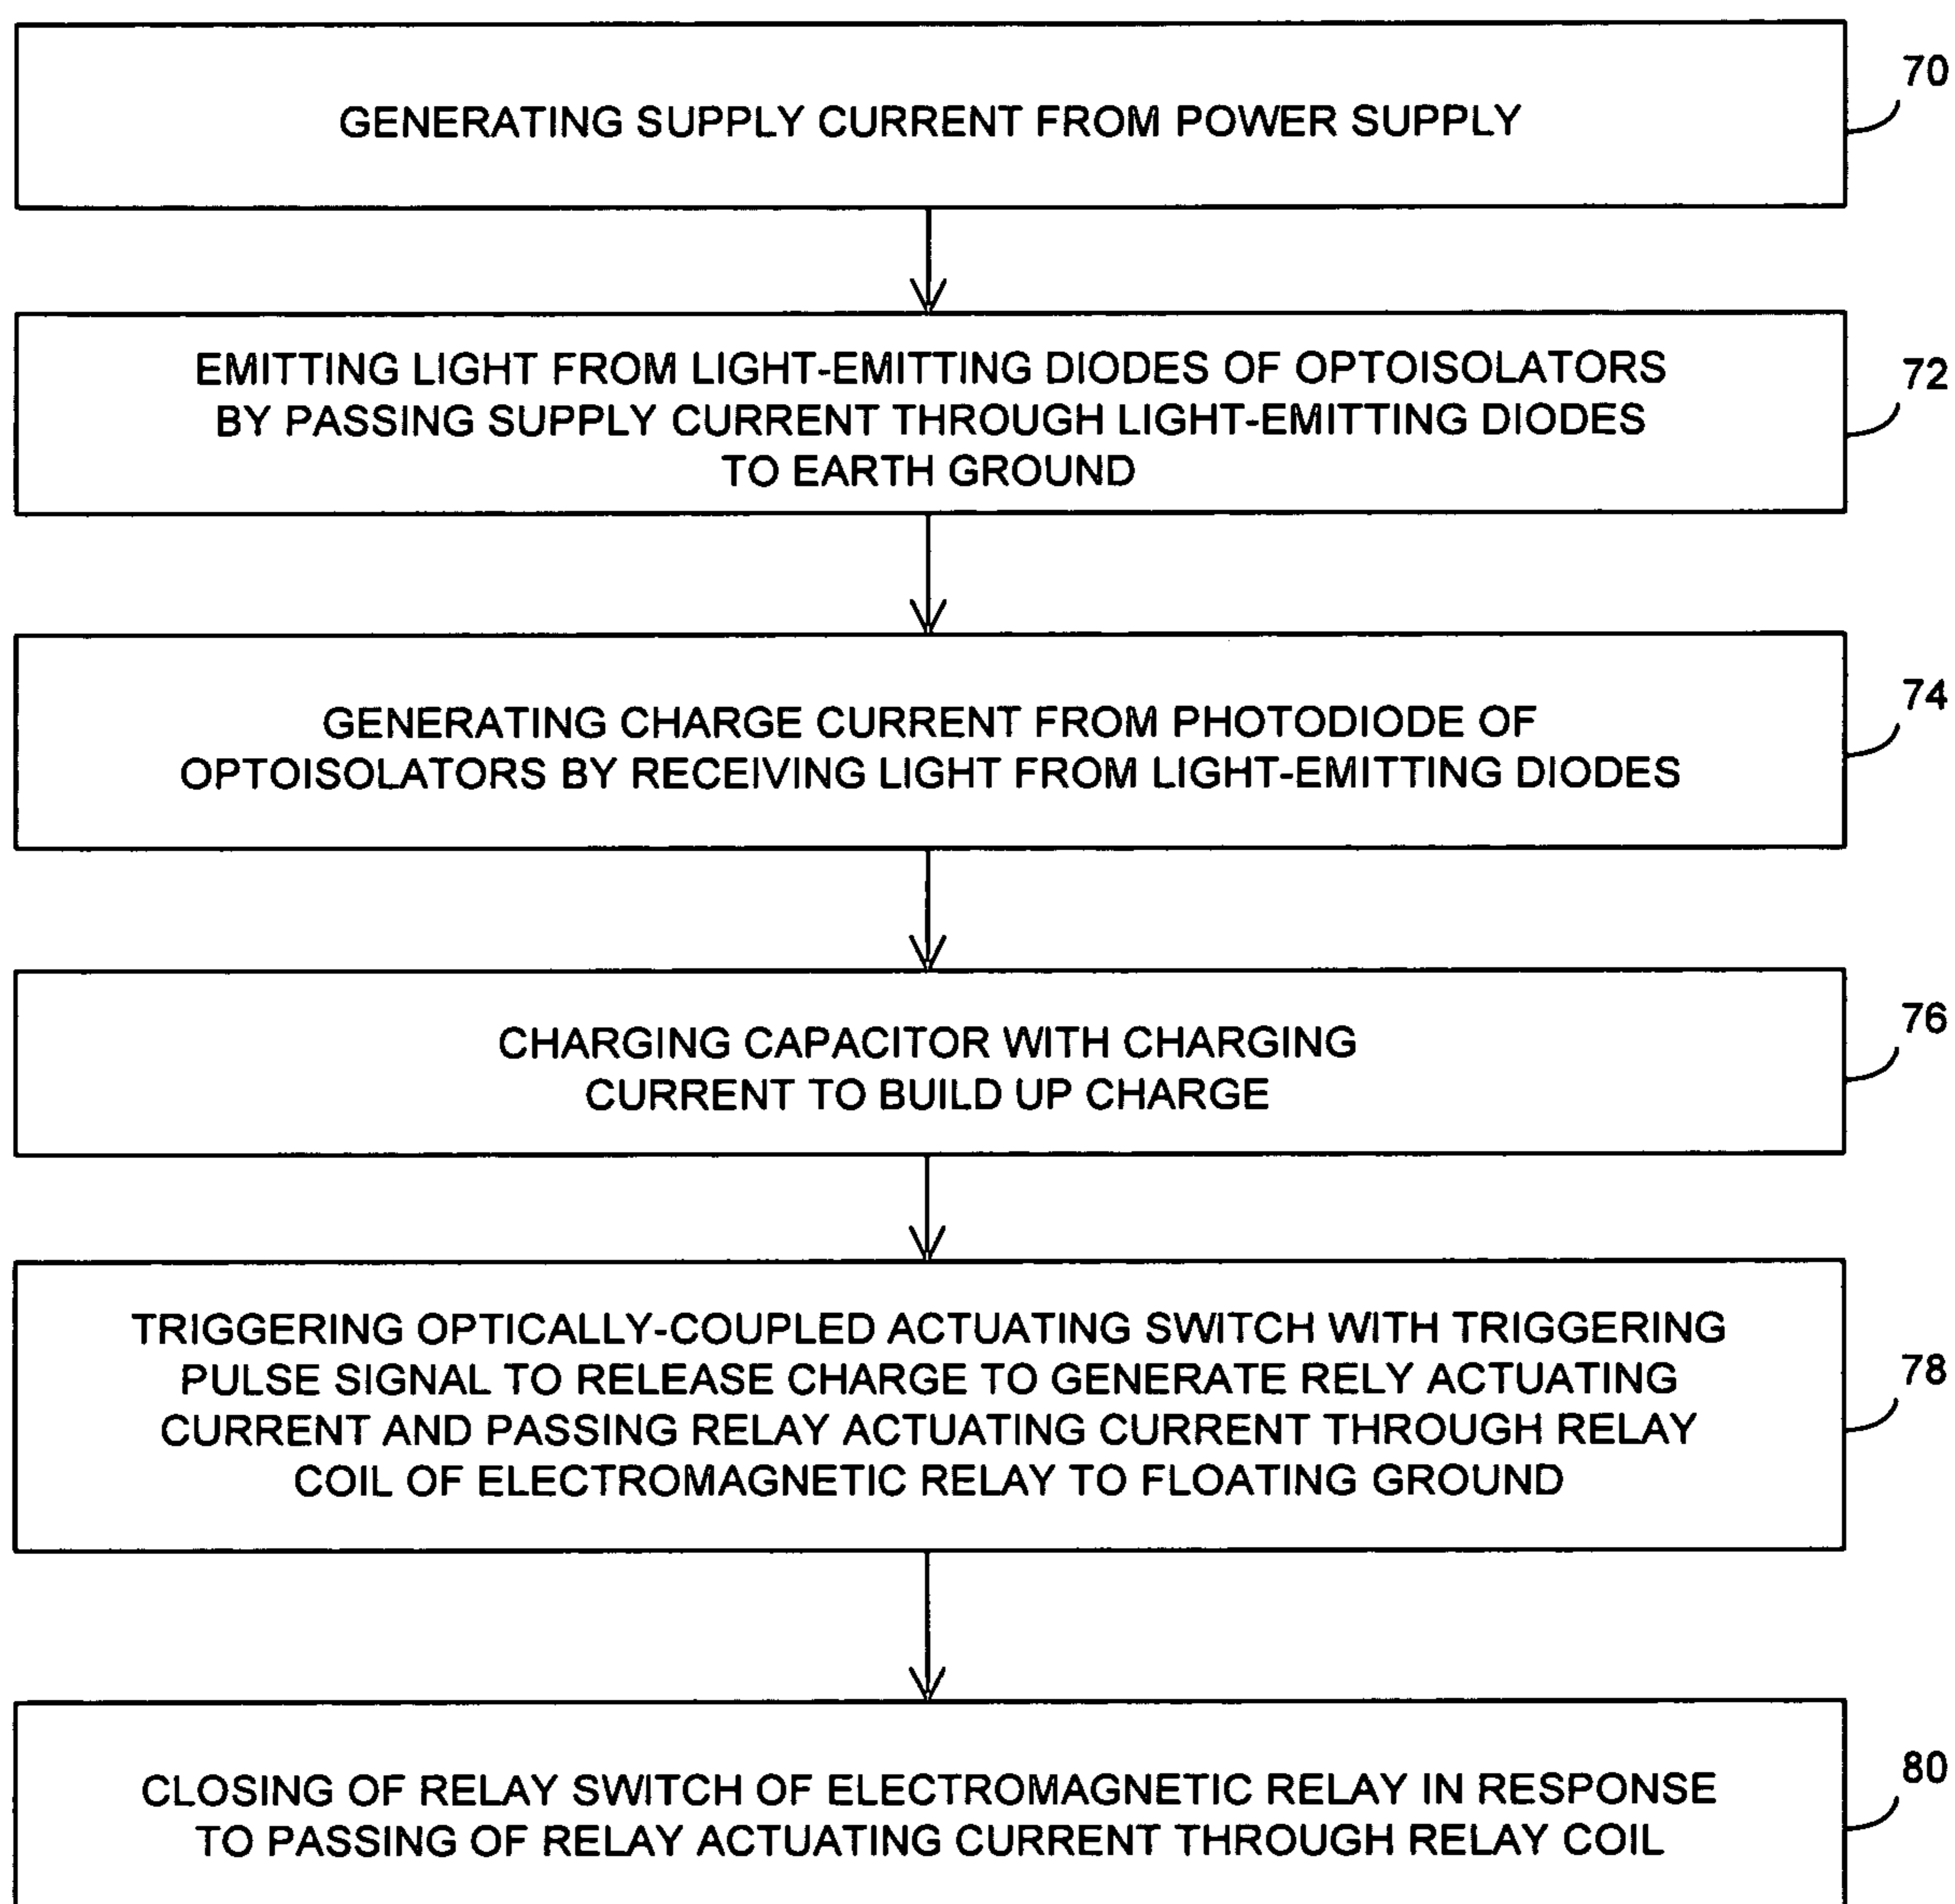 GENERATING SUPPLY CURRENT FROM POWER SUPPLY
70
EMITTING LIGHT FROM LIGHT-EMITTING DIODES OF OPTOISOLATORS
BY PASSING SUPPLY CURRENT THROUGH LIGHT-EMITTING DIODES
TO EARTH GROUND
72
GENERATING CHARGE CURRENT FROM PHOTODIODE OF
OPTOISOLATORS BY RECEIVING LIGHT FROM LIGHT-EMITTING DIODES
74
CHARGING CAPACITOR WITH CHARGING
CURRENT TO BUILD UP CHARGE
76
TRIGGERING OPTICALLY-COUPLED ACTUATING SWITCH WITH TRIGGERING
PULSE SIGNAL TO RELEASE CHARGE TO GENERATE RELY ACTUATING
CURRENT AND PASSING RELAY ACTUATING CURRENT THROUGH RELAY
COIL OF ELECTROMAGNETIC RELAY TO FLOATING GROUND
78
CLOSING OF RELAY SWITCH OF ELECTROMAGNETIC RELAY IN RESPONSE
TO PASSING OF RELAY ACTUATING CURRENT THROUGH RELAY COIL
80